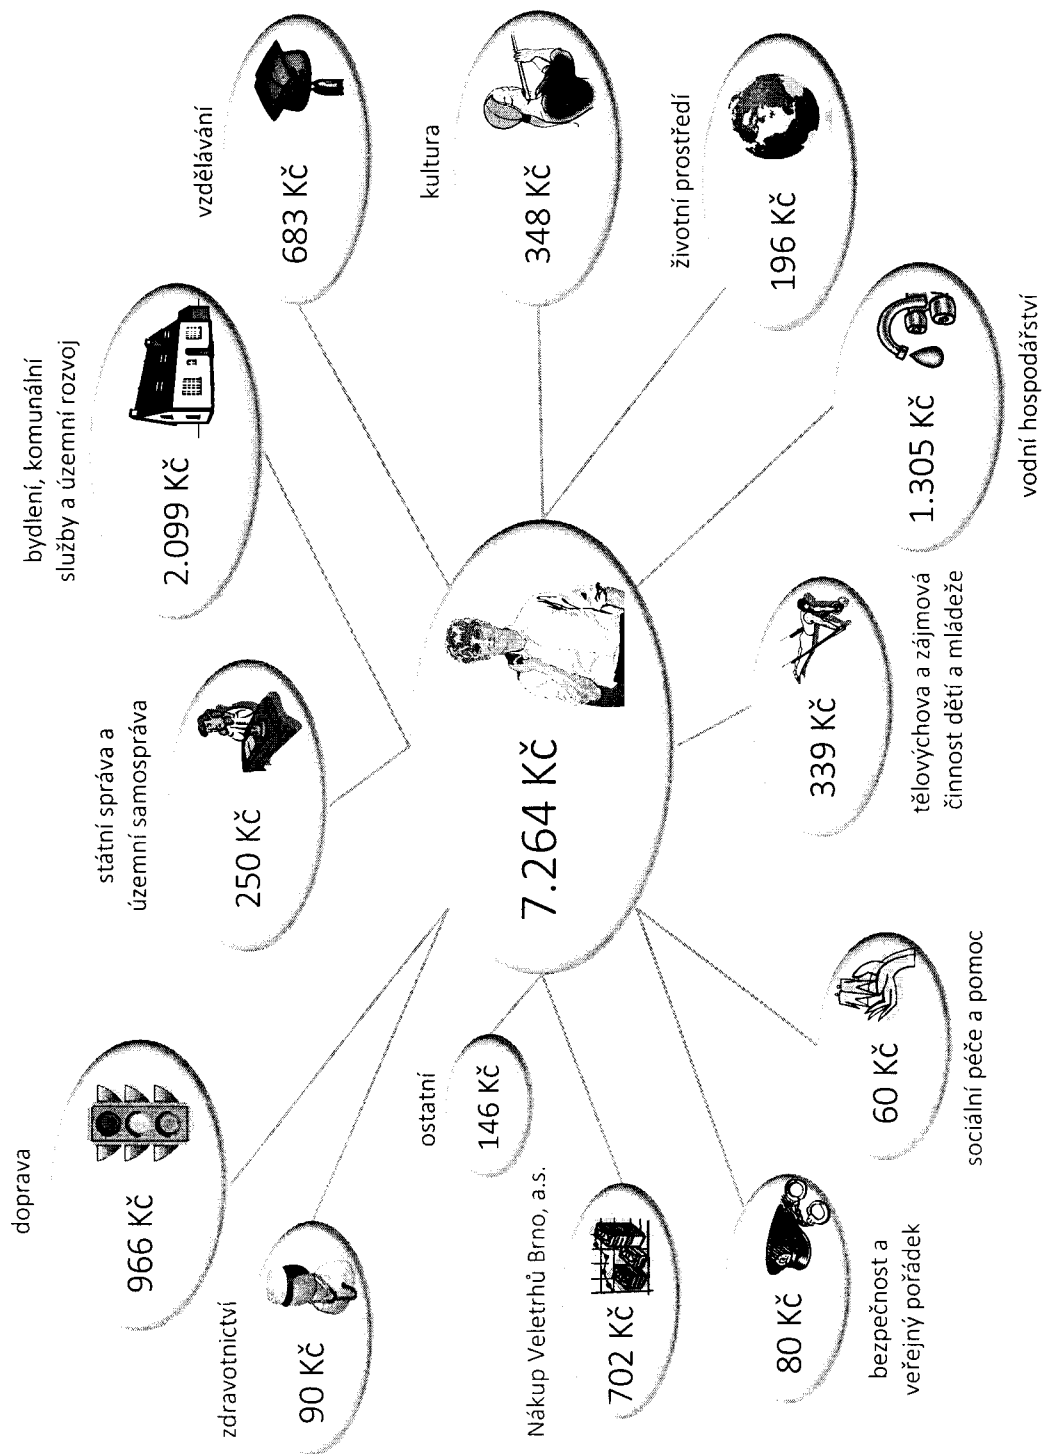 doprava
966 Kč
bydlení, komunální
služby a územní rozvoj
2.099 Kč
státní správa a
územní samospráva
250 Kč
vzdělávání
683 Kč
zdravotnictví
90 Kč
ostatní
146 Kč
kultura
348 Kč
7.264 Kč
Nákup Veletrhů Brno, a.s.
702 Kč
životní prostředí
196 Kč
80 Kč
bezpečnost a
veřejný pořádek
60 Kč
sociální péče a pomoc
339 Kč
tělovýchova a zájmová
činnost dětí a mládeže
1.305 Kč
vodní hospodářství